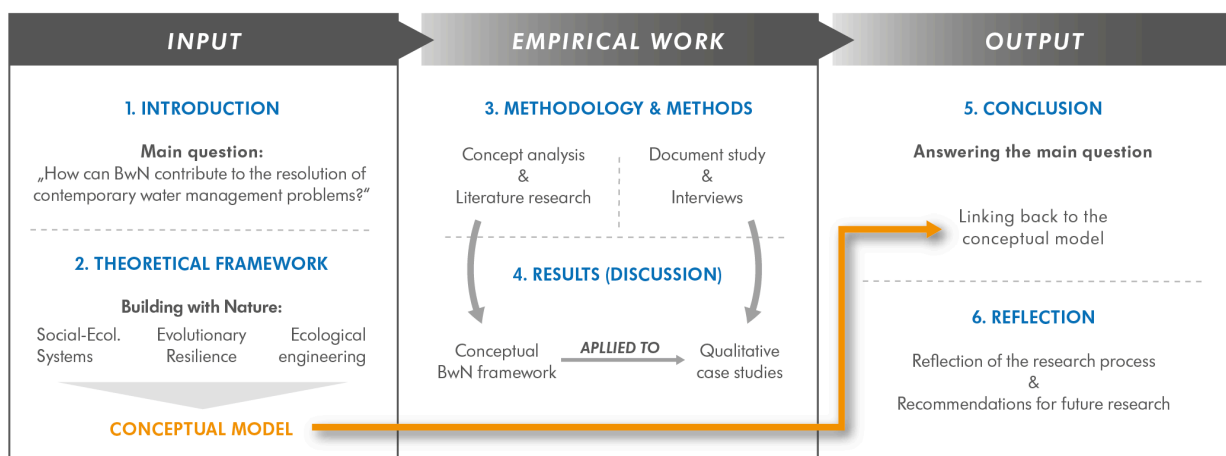 INPUT
1. INTRODUCTION
Main question:
„How can BwN contribute to the resolution of
contemporary water management problems?“
2. THEORETICAL FRAMEWORK
Building with Nature:
Social-Ecol. Systems
Evolutionary Resilience
Ecological engineering
CONCEPTUAL MODEL
EMPIRICAL WORK
3. METHODOLOGY & METHODS
Concept analysis
&
Literature research
Document study
&
Interviews
4. RESULTS (DISCUSSION)
Conceptual
BwN framework
APLLIED TO
Qualitative
case studies
OUTPUT
5. CONCLUSION
Answering the main question
Linking back to the
conceptual model
6. REFLECTION
Reflection of the research process
&
Recommendations for future research